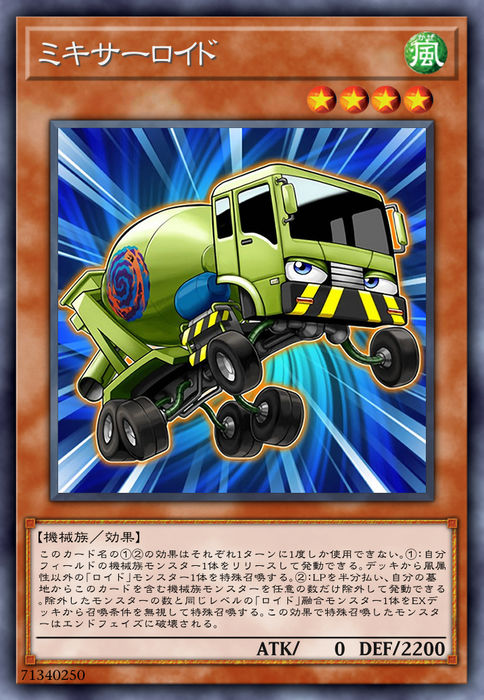 ミキサーロイド
かぜ
風
【機械族／効果】
このカード名の①②の効果はそれぞれ1ターンに1度しか使用できない。①:自分
フィールドの機械族モンスター1体をリリースして発動できる。デッキから風属
性以外の「ロイド」モンスター1体を特殊召喚する。②:LPを半分払い、自分の墓
地からこのカードを含む機械族モンスターを任意の数だけ除外して発動できる
。除外したモンスターの数と同じレベルの「ロイド」融合モンスター1体をEXデ
ッキから召喚条件を無視して特殊召喚する。この効果で特殊召喚したモンスタ
ーはエンドフェイズに破壊される。
ATK/ 0 DEF/2200
71340250